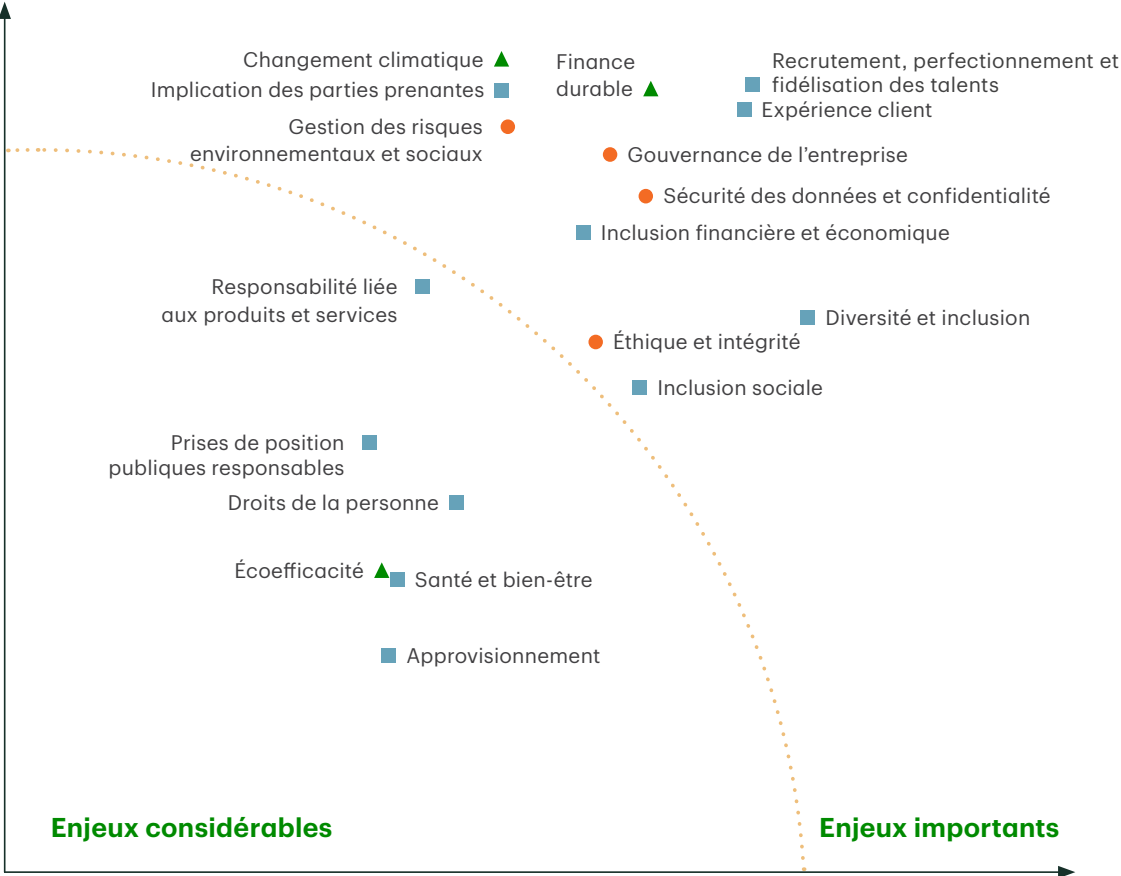 Changement climatique
Implication des parties prenantes
Gestion des risques
environnementaux et sociaux
Finance
durable
Recrutement, perfectionnement et
fidélisation des talents
Expérience client
Gouvernance de l’entreprise
Sécurité des données et confidentialité
Inclusion financière et économique
Responsabilité liée
aux produits et services
Diversité et inclusion
Éthique et intégrité
Inclusion sociale
Prises de position
publiques responsables
Droits de la personne
Écoefficacité
Santé et bien-être
Approvisionnement
Enjeux considérables
Enjeux importants